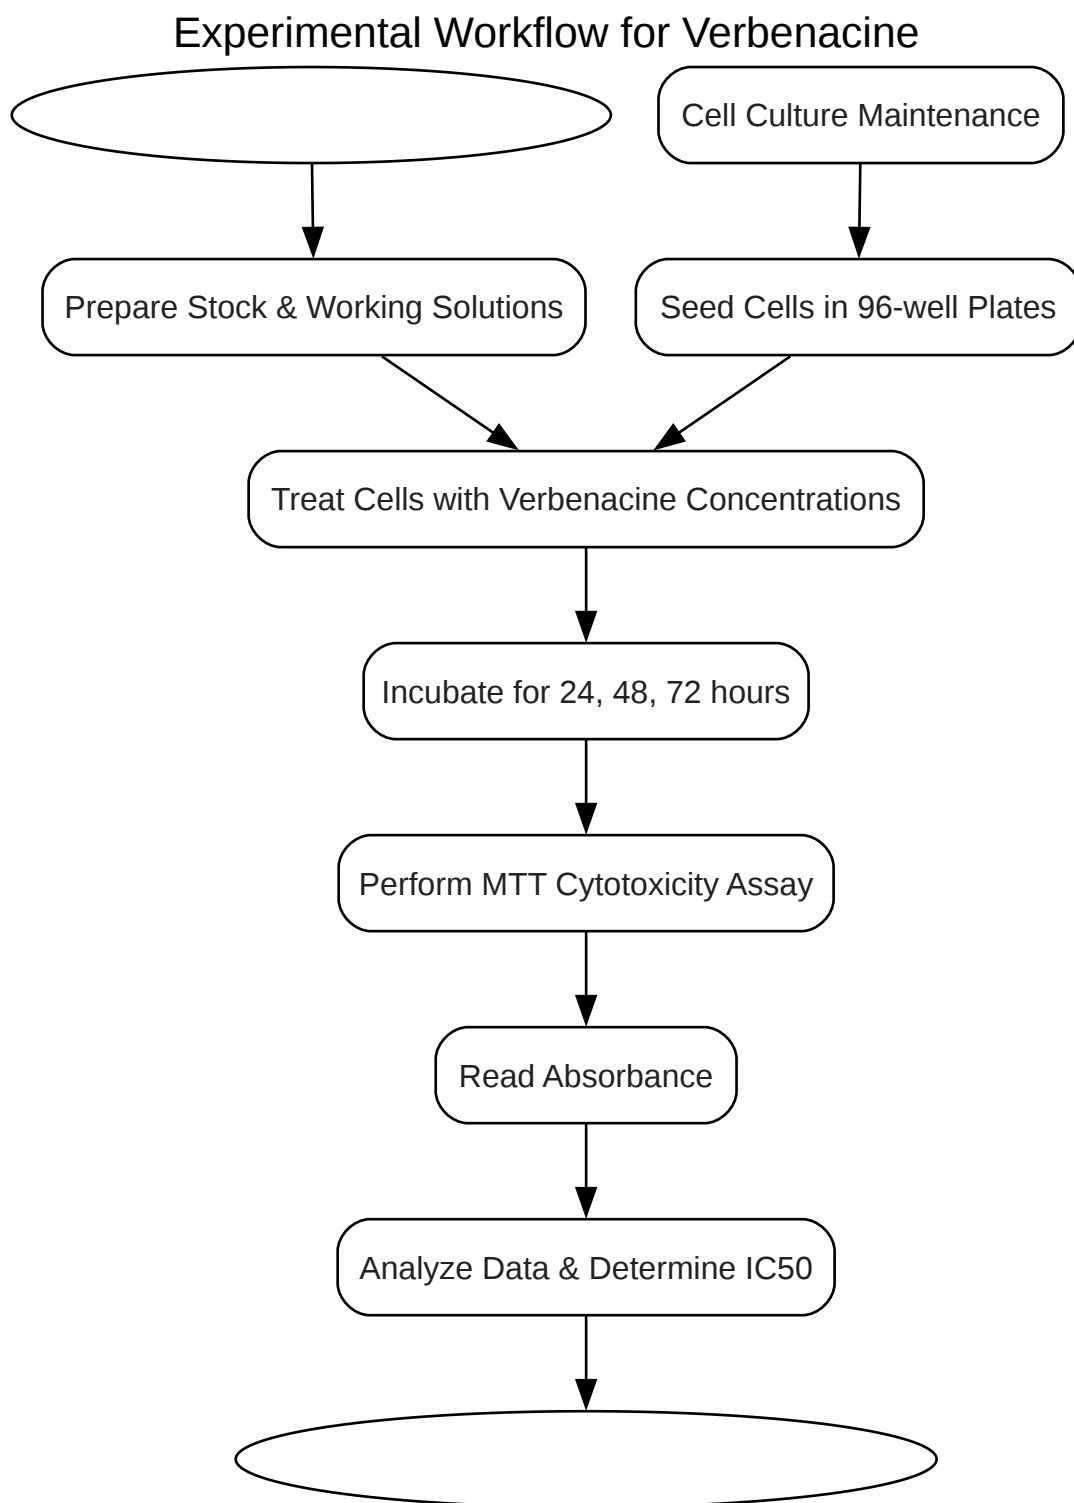 Experimental Workflow for Verbenacine
Cell Culture Maintenance
Prepare Stock & Working Solutions
Seed Cells in 96-well Plates
Treat Cells with Verbenacine Concentrations
Incubate for 24, 48, 72 hours
Perform MTT Cytotoxicity Assay
Read Absorbance
Analyze Data & Determine IC50